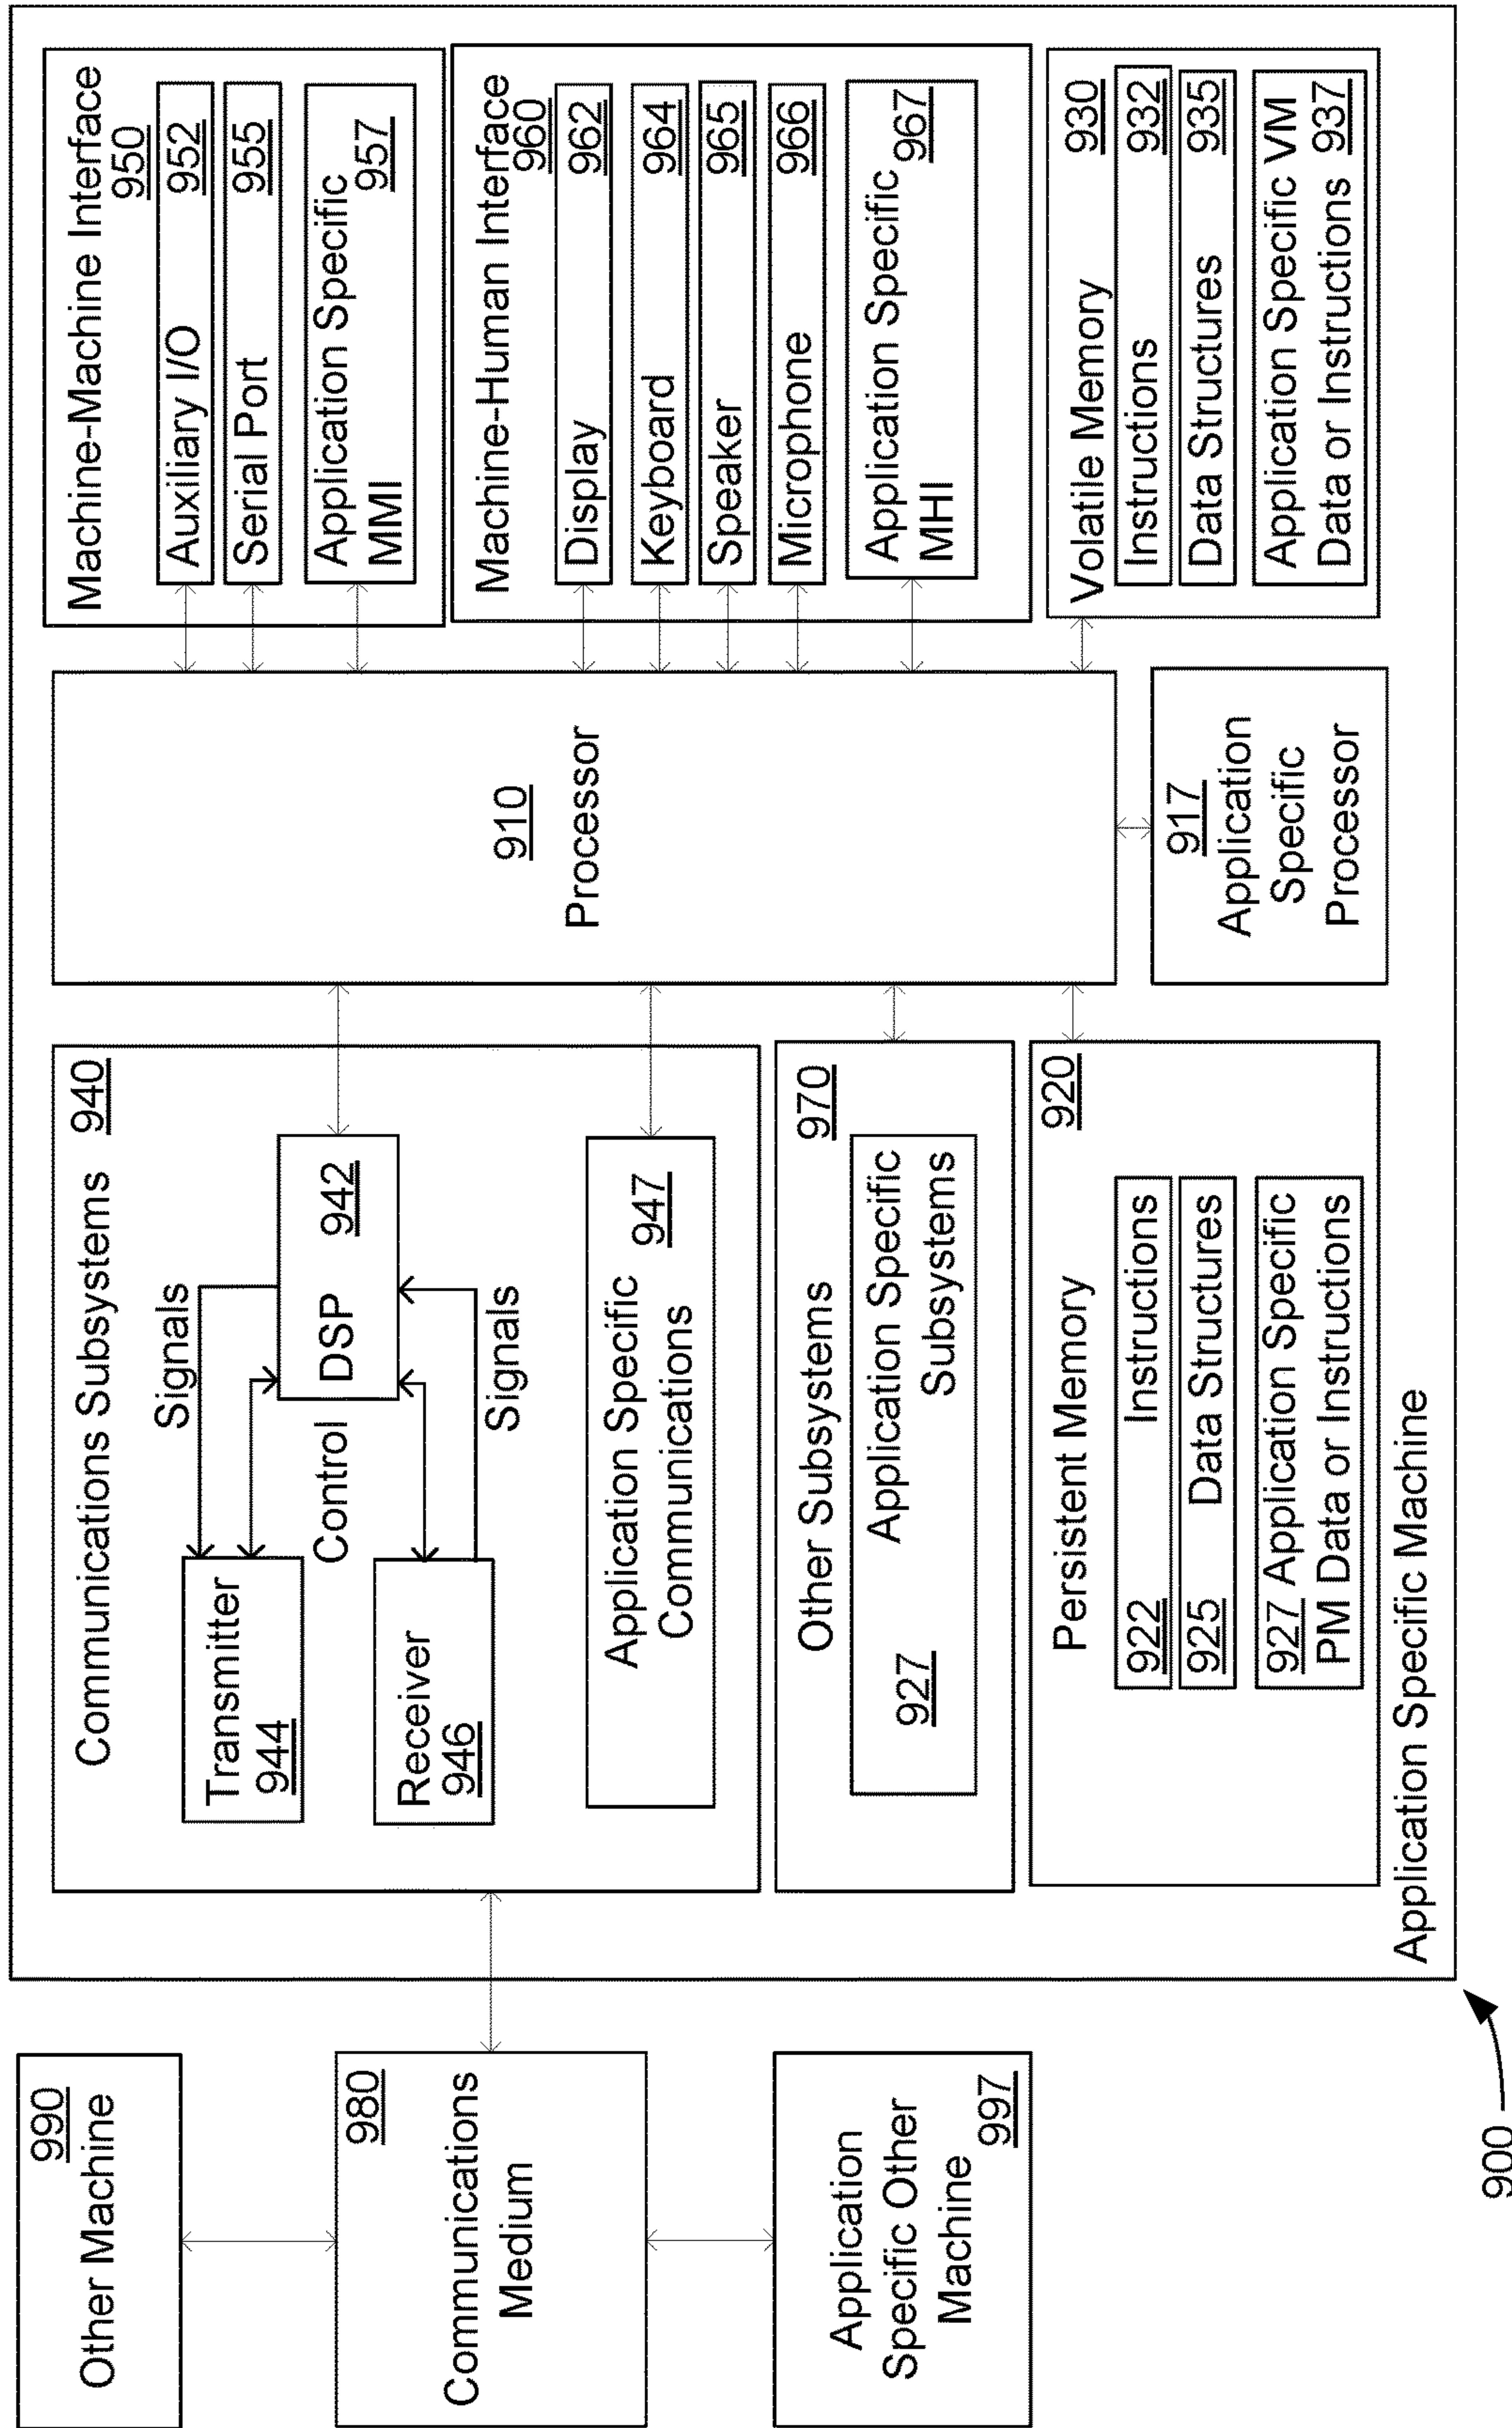 990
Other Machine
980
Communications
Medium
Application
Specific Other
Machine
997
900
Communications Subsystems 940
Signals
Transmitter
944
Control
DSP
942
Receiver
946
Signals
Application Specific
Communications
947
Other Subsystems
970
Application Specific
Subsystems
927
Persistent Memory
920
922 Instructions
925 Data Structures
927 Application Specific
PM Data or Instructions
Application Specific Machine
910
Processor
917
Application
Specific
Processor
Machine-Machine Interface
950
Auxiliary I/O 952
Serial Port 955
Application Specific
MMI 957
Machine-Human Interface
960
Display 962
Keyboard 964
Speaker 965
Microphone 966
Application Specific
MHI 967
Volatile Memory 930
Instructions 932
Data Structures 935
Application Specific VM
Data or Instructions 937